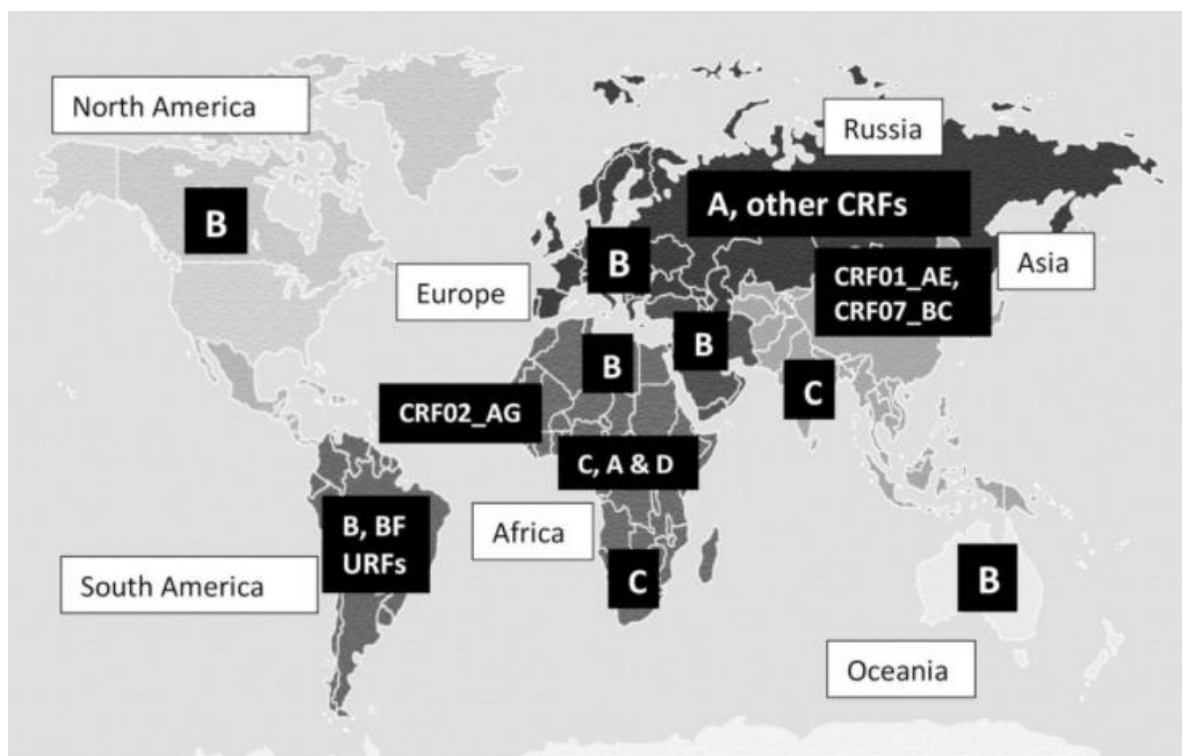 North America
Russia
B
A, other CRFs
B
Asia
Europe
CRF01_AE,
CRF07_BC
B
B
C
CRF02_AG
C, A & D
B, BF
URFs
Africa
South America
C
B
Oceania